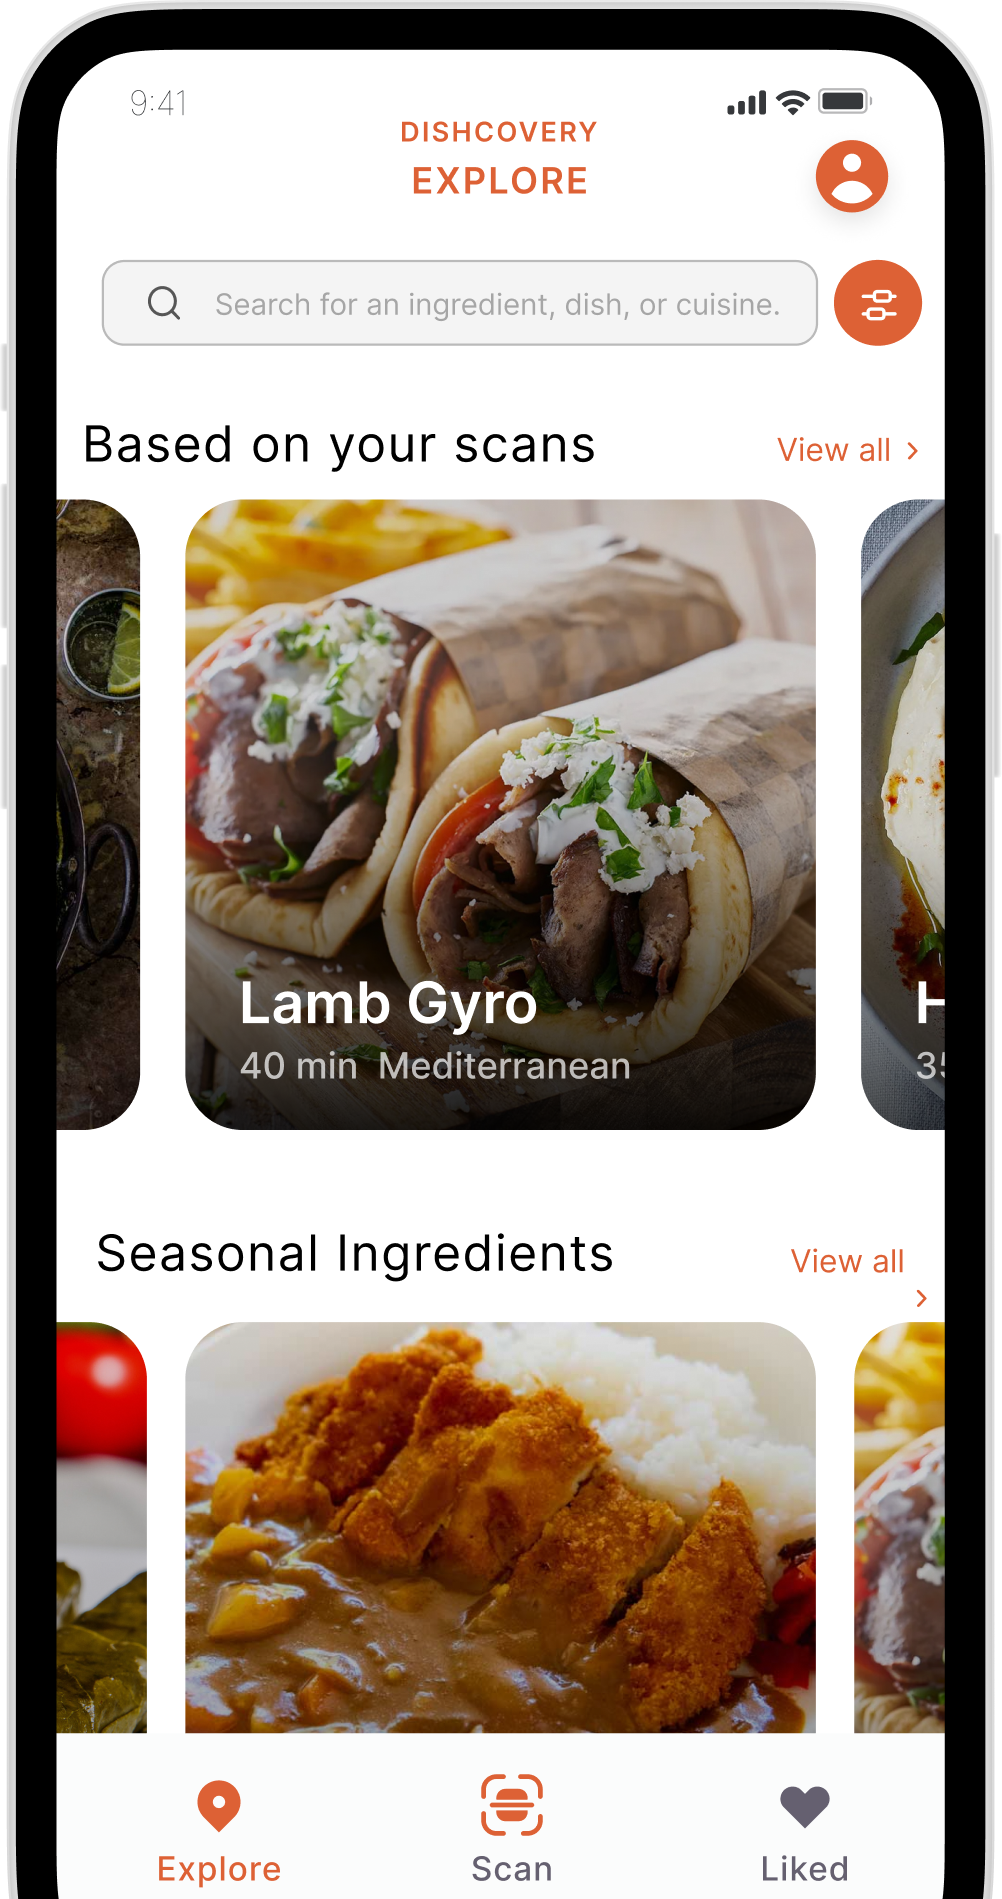 9:41
DISHCOVERY
EXPLORE
Search for an ingredient, dish, or cuisine.
Based on your scans
View all >
Lamb Gyro
40 min Mediterranean
H
35
Seasonal Ingredients
View all
>
Explore
Scan
Liked